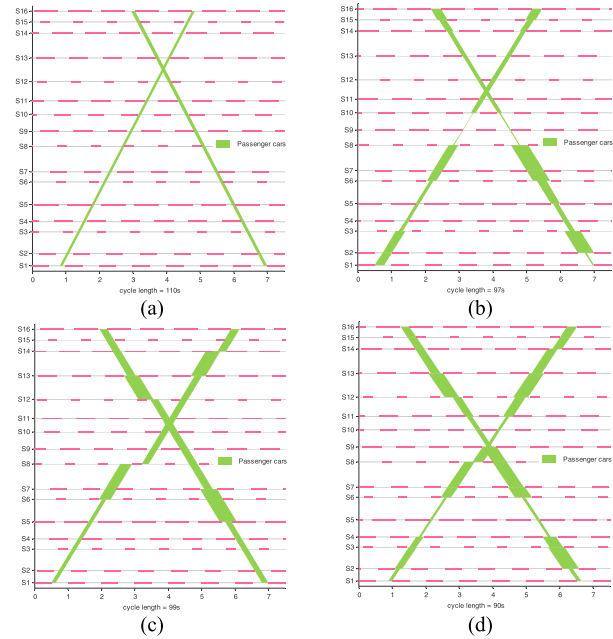 S16
S15
S14
S13
S12
S11
S10
S9
S8
S7
S6
S5
S4
S3
S2
S1
Passenger cars
0 1 2 3 4 5 6 7
cycle length = 110s
(a)
S16
S15
S14
S13
S12
S11
S10
S9
S8
S7
S6
S5
S4
S3
S2
S1
Passenger cars
0 1 2 3 4 5 6 7
cycle length = 97s
(b)
S16
S15
S14
S13
S12
S11
S10
S9
S8
S7
S6
S5
S4
S3
S2
S1
Passenger cars
0 1 2 3 4 5 6 7
cycle length = 99s
(c)
S16
S15
S14
S13
S12
S11
S10
S9
S8
S7
S6
S5
S4
S3
S2
S1
Passenger cars
0 1 2 3 4 5 6 7
cycle length = 90s
(d)